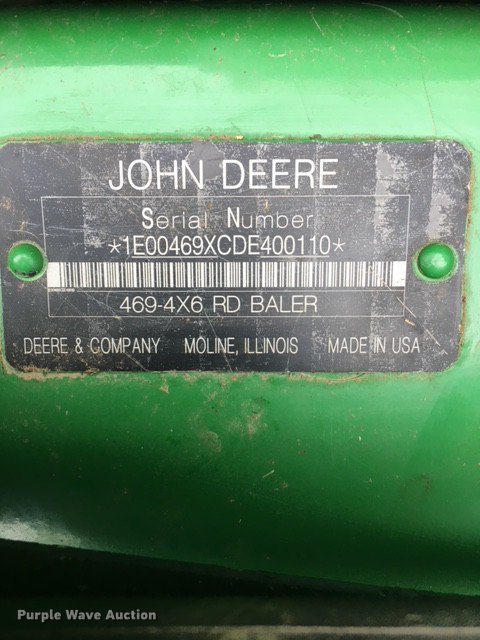 JOHN DEERE
Serial Number
*1E00469XCDE400110*
469-4X6 RD BALER
DEERE & COMPANY MOLINE, ILLINOIS MADE IN USA
Purple Wave Auction